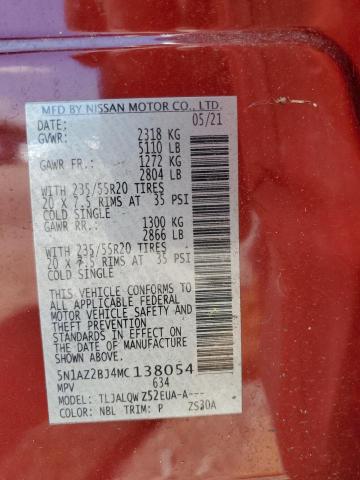 MFD BY NISSAN MOTOR CO., LTD.
DATE: 05/21
GVWR: 2318 KG
5110 LB
GAWR FR: 1272 KG
2804 LB
WITH 235/55R20 TIRES
20 X 7.5 RIMS AT 35 PSI
COLD SINGLE
GAWR RR: 1300 KG
2866 LB
WITH 235/55R20 TIRES
20 X 7.5 RIMS AT 35 PSI
COLD SINGLE
THIS VEHICLE CONFORMS TO
ALL APPLICABLE FEDERAL
MOTOR VEHICLE SAFETY AND
THEFT PREVENTION
STANDARDS IN EFFECT ON
THE DATE OF MANUFACTURE
SHOWN ABOVE.
5N1AZ2BJ4MC138054
MPV 634
MODEL: TLJALQWZ52EUA-A---
COLOR: NBL TRIM: P ZS30A